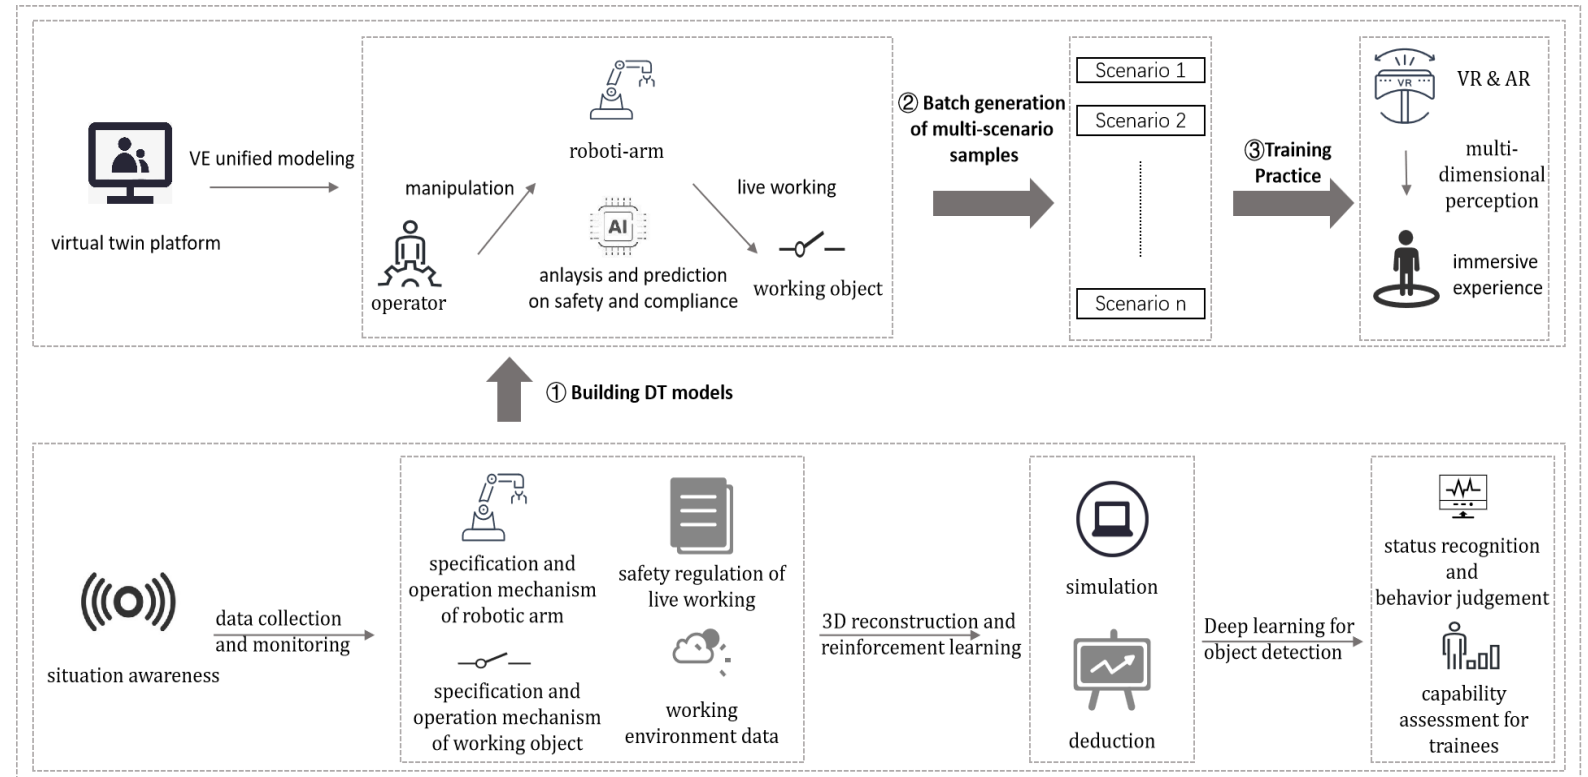 virtual twin platform
VE unified modeling
roboti-arm
manipulation
live working
AI
operator
anlaysis and prediction
on safety and compliance
working object
② Batch generation
of multi-scenario
samples
Scenario 1
Scenario 2
Scenario n
③Training
Practice
VR
VR & AR
multi-
dimensional
perception
immersive
experience
① Building DT models
situation awareness
data collection
and monitoring
specification and
operation mechanism
of robotic arm
safety regulation of
live working
specification and
operation mechanism
of working object
working
environment data
3D reconstruction and
reinforcement learning
simulation
deduction
Deep learning for
object detection
status recognition
and
behavior judgement
capability
assessment for
trainees